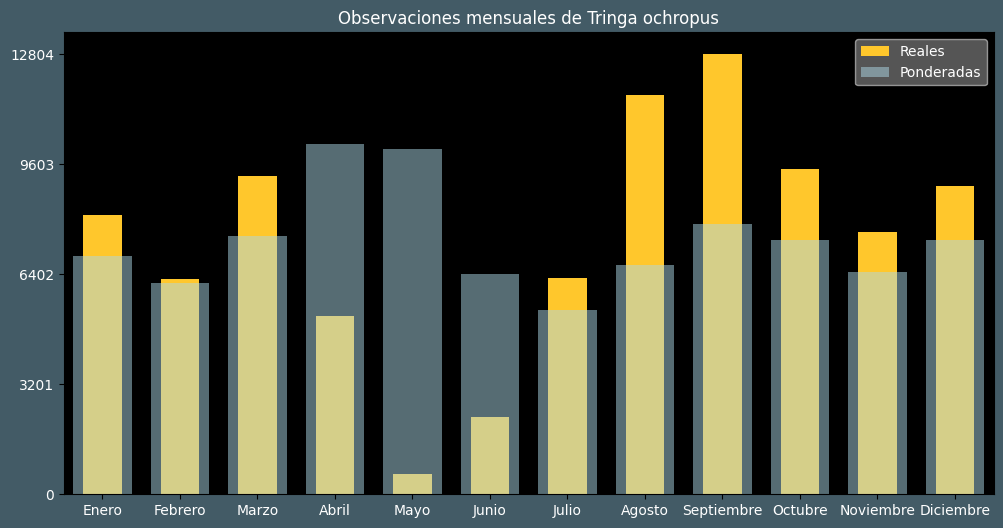 Observaciones mensuales de Tringa ochropus
Reales
Ponderadas
12804
9603
6402
3201
0
Enero Febrero Marzo Abril Mayo Junio Julio Agosto Septiembre Octubre Noviembre Diciembre